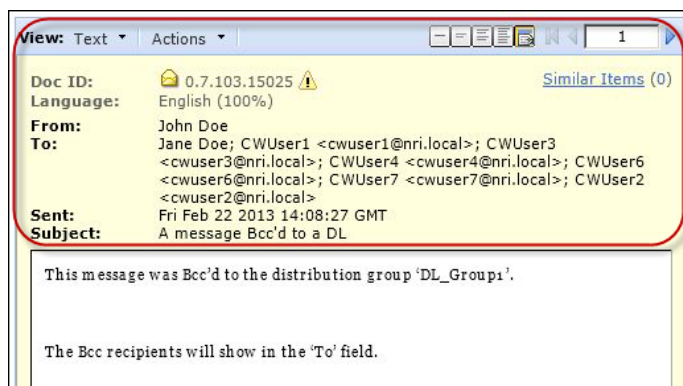 View: Text Actions 1
Doc ID: 0.7.103.15025 Similar Items (0)
Language: English (100%)
From: John Doe
To: Jane Doe; CWUser1 <cwuser1@nri.local>; CWUser3
<cwuser3@nri.local>; CWUser4 <cwuser4@nri.local>; CWUser6
<cwuser6@nri.local>; CWUser7 <cwuser7@nri.local>; CWUser2
<cwuser2@nri.local>
Sent: Fri Feb 22 2013 14:08:27 GMT
Subject: A message Bcc'd to a DL
This message was Bcc’d to the distribution group ‘DL_Group1’.
The Bcc recipients will show in the ‘To’ field.